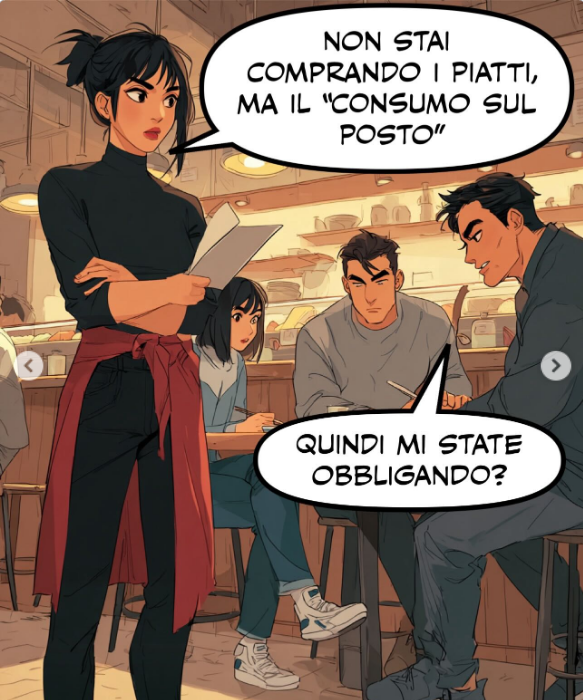 NON STAI
COMPRANDO I PIATTI,
MA IL “CONSUMO SUL
POSTO”
QUINDI MI STATE
OBBLIGANDO?